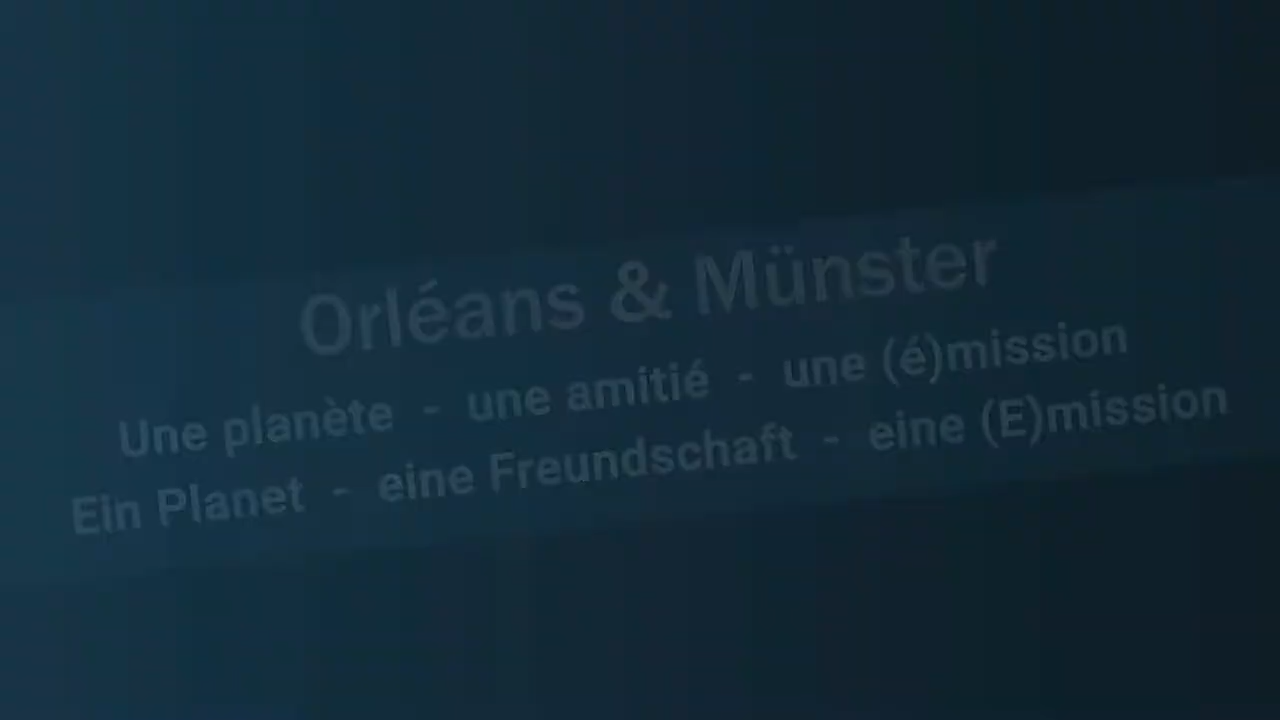 Orléans & Münster
Une planète - une amitié - une (é)mission
Ein Planet - eine Freundschaft - eine (E)mission